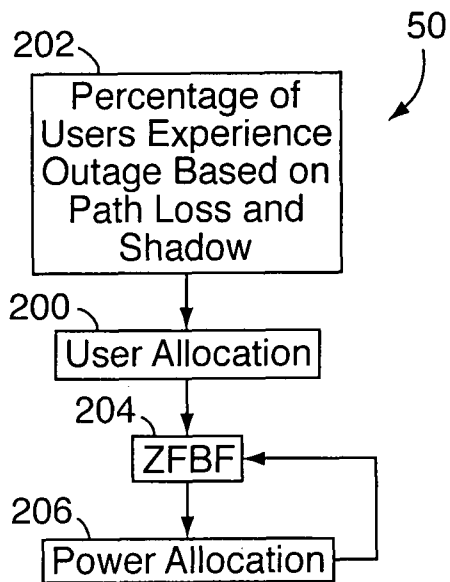 50
202
Percentage of
Users Experience
Outage Based on
Path Loss and
Shadow
200
User Allocation
204
ZFBF
206
Power Allocation